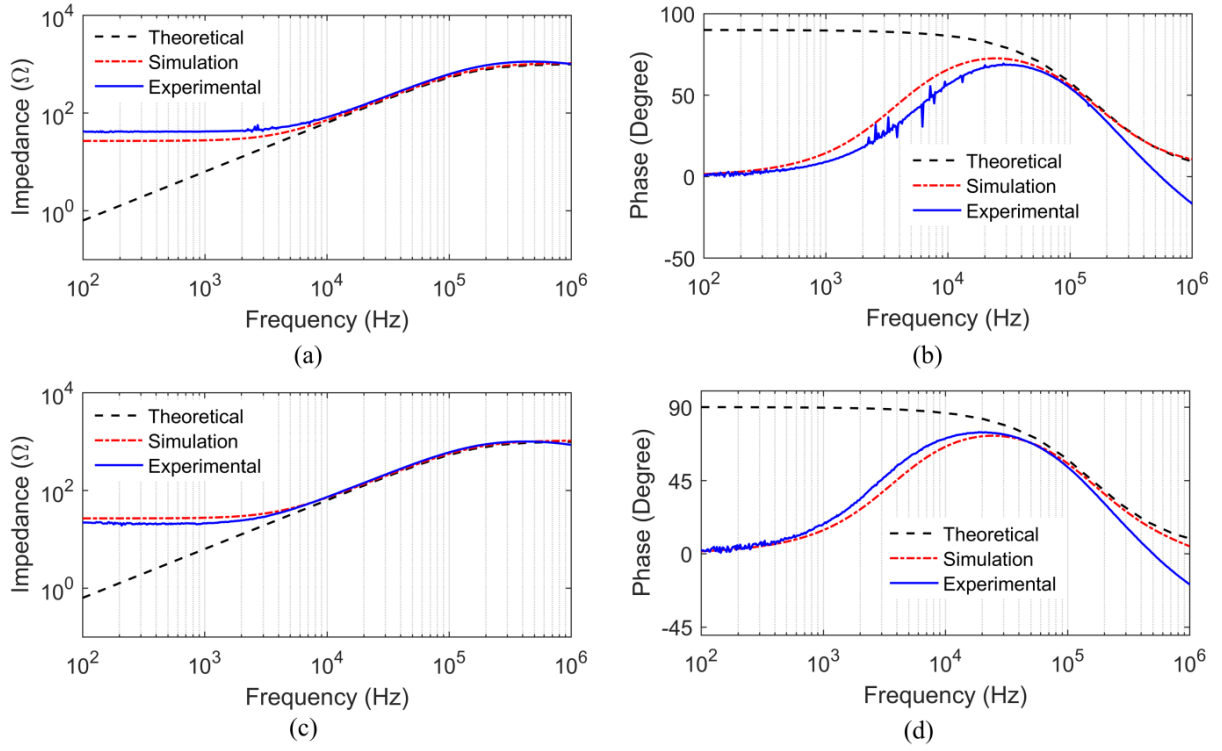 10^4
10^2
10^0
Impedance (Ω)
Theoretical
Simulation
Experimental
10^2 10^3 10^4 10^5 10^6
Frequency (Hz)
(a)
100
50
0
-50
Phase (Degree)
Theoretical
Simulation
Experimental
10^2 10^3 10^4 10^5 10^6
Frequency (Hz)
(b)
10^4
10^2
10^0
Impedance (Ω)
Theoretical
Simulation
Experimental
10^2 10^3 10^4 10^5 10^6
Frequency (Hz)
(c)
90
45
0
-45
Phase (Degree)
Theoretical
Simulation
Experimental
10^2 10^3 10^4 10^5 10^6
Frequency (Hz)
(d)